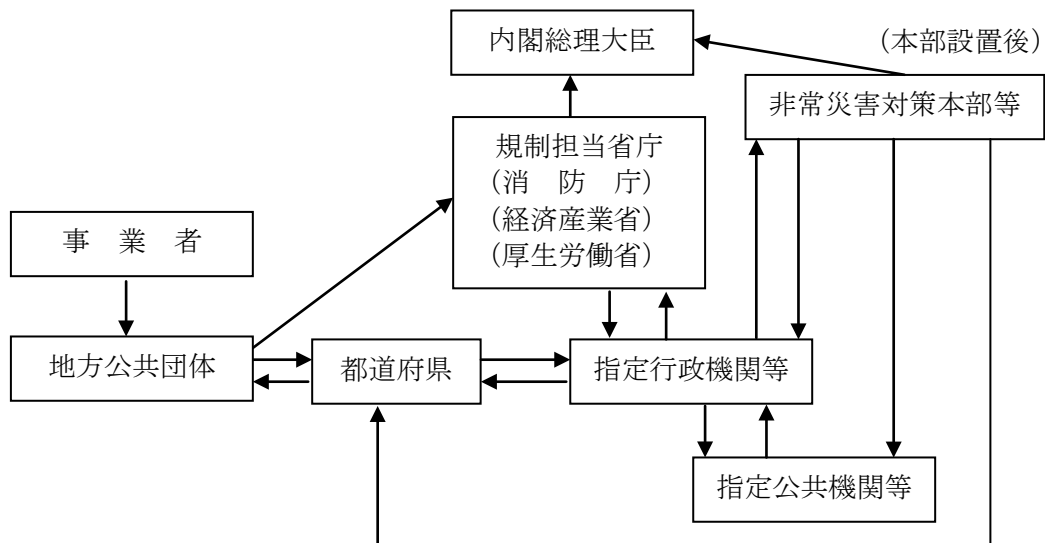 内閣総理大臣
（本部設置後）
非常災害対策本部等
規制担当省庁
（消　防　庁）
（経済産業省）
（厚生労働省）
事　業　者
地方公共団体
都道府県
指定行政機関等
指定公共機関等